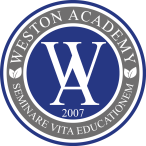 WESTON ACADEMY
WA
2007
SEMINARE VITA EDUCATIONEM